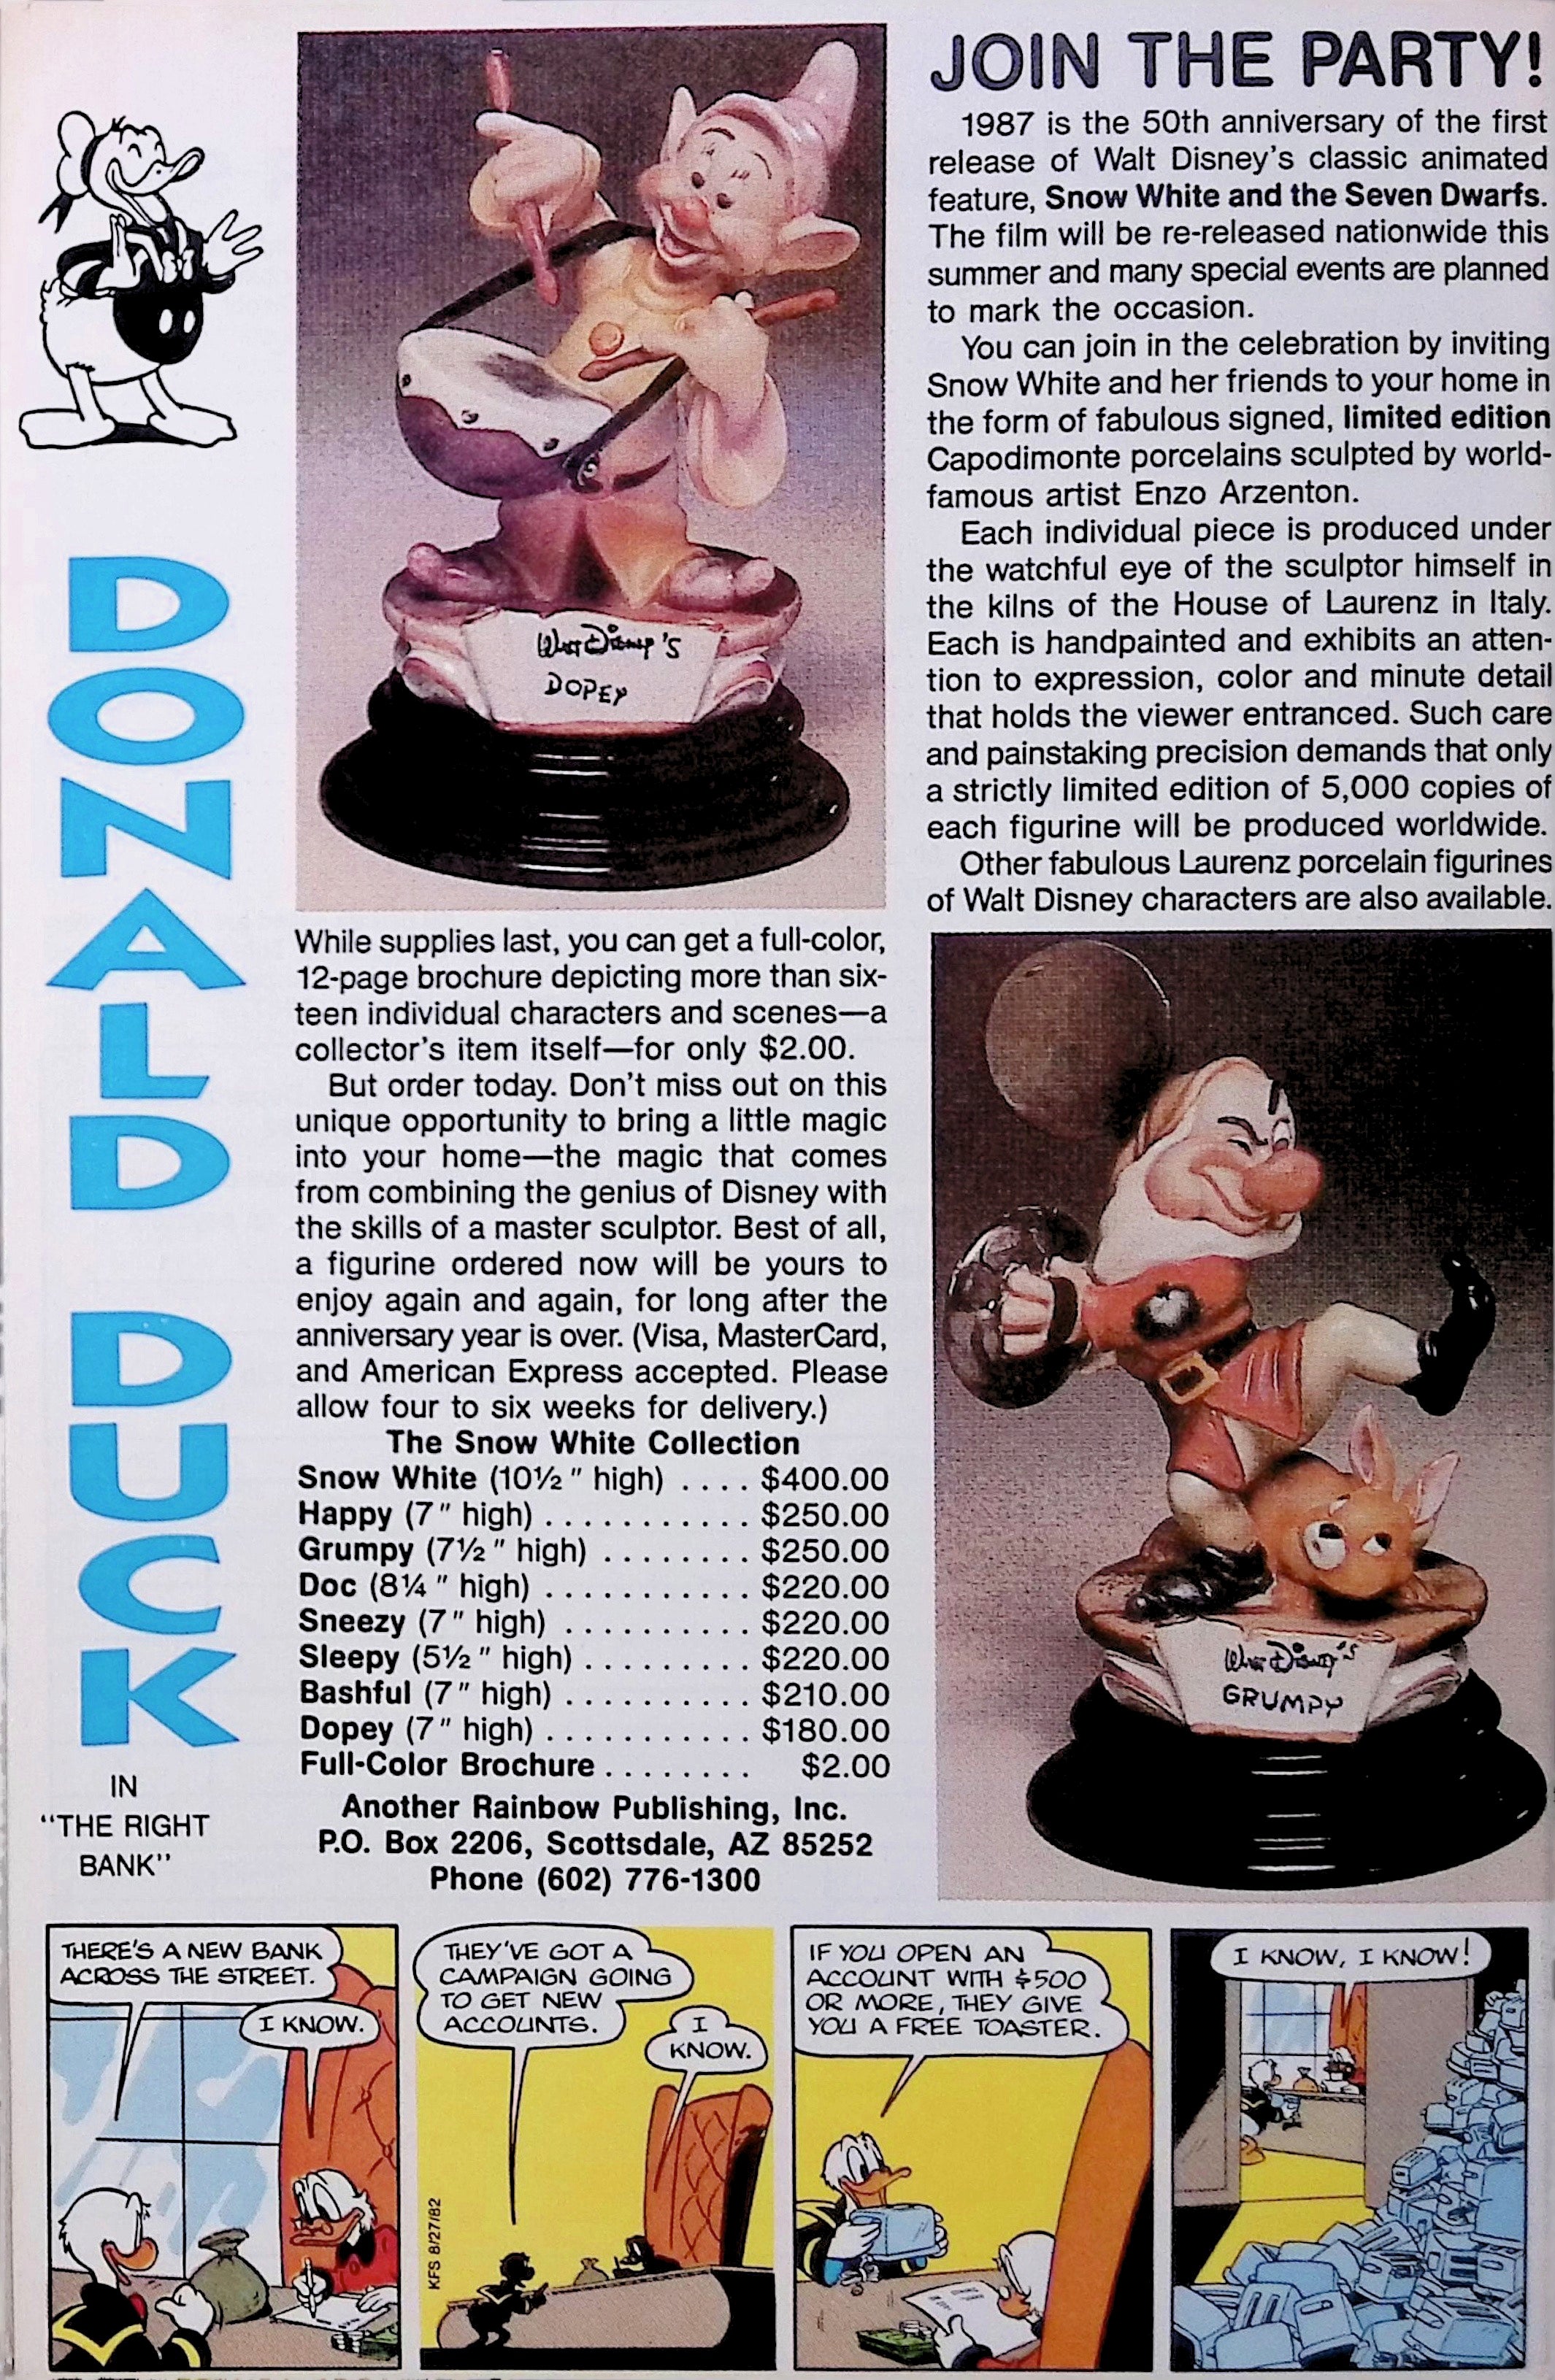 DONALD DUCK
IN
"THE RIGHT
BANK"
Walt Disney's
DOPEY
JOIN THE PARTY!
1987 is the 50th anniversary of the first
release of Walt Disney's classic animated
feature, Snow White and the Seven Dwarfs.
The film will be re-released nationwide this
summer and many special events are planned
to mark the occasion.
You can join in the celebration by inviting
Snow White and her friends to your home in
the form of fabulous signed, limited edition
Capodimonte porcelains sculpted by world-
famous artist Enzo Arzenton.
Each individual piece is produced under
the watchful eye of the sculptor himself in
the kilns of the House of Laurenz in Italy.
Each is handpainted and exhibits an atten-
tion to expression, color and minute detail
that holds the viewer entranced. Such care
and painstaking precision demands that only
a strictly limited edition of 5,000 copies of
each figurine will be produced worldwide.
Other fabulous Laurenz porcelain figurines
of Walt Disney characters are also available.
While supplies last, you can get a full-color,
12-page brochure depicting more than six-
teen individual characters and scenes—a
collector's item itself—for only $2.00.
But order today. Don't miss out on this
unique opportunity to bring a little magic
into your home—the magic that comes
from combining the genius of Disney with
the skills of a master sculptor. Best of all,
a figurine ordered now will be yours to
enjoy again and again, for long after the
anniversary year is over. (Visa, MasterCard,
and American Express accepted. Please
allow four to six weeks for delivery.)
The Snow White Collection
Snow White (10½" high) .... $400.00
Happy (7" high) ........... $250.00
Grumpy (7½" high) ........ $250.00
Doc (8¼" high) ........... $220.00
Sneezy (7" high) .......... $220.00
Sleepy (5½" high) ......... $220.00
Bashful (7" high) .......... $210.00
Dopey (7" high) ........... $180.00
Full-Color Brochure ........ $2.00
Another Rainbow Publishing, Inc.
P.O. Box 2206, Scottsdale, AZ 85252
Phone (602) 776-1300
Walt Disney's
GRUMPY
THERE'S A NEW BANK
ACROSS THE STREET.
I KNOW.
THEY'VE GOT A
CAMPAIGN GOING
TO GET NEW
ACCOUNTS.
I
KNOW.
KFS 8/27/82
IF YOU OPEN AN
ACCOUNT WITH $500
OR MORE, THEY GIVE
YOU A FREE TOASTER.
I KNOW, I KNOW!